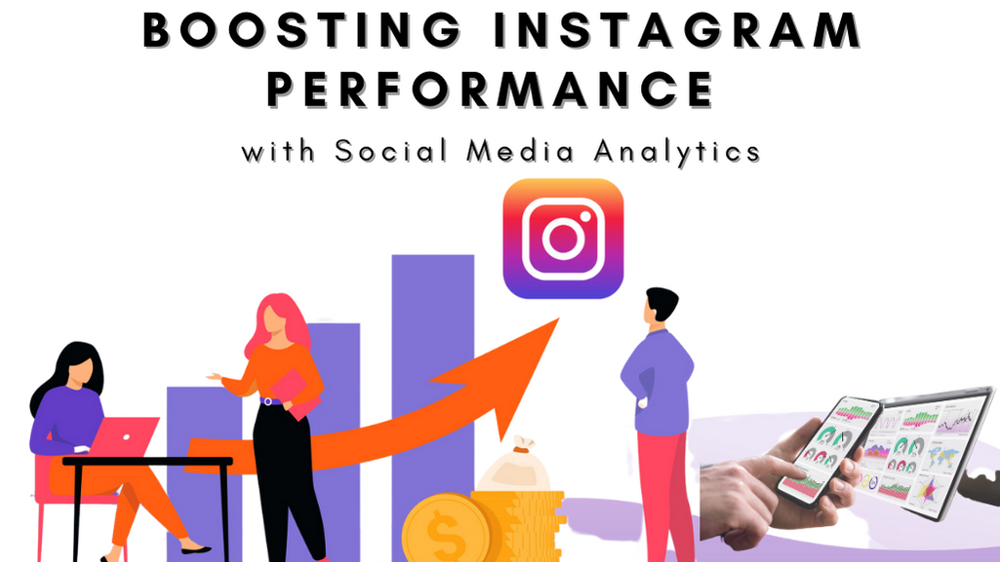 BOOSTING INSTAGRAM
PERFORMANCE
with Social Media Analytics
$